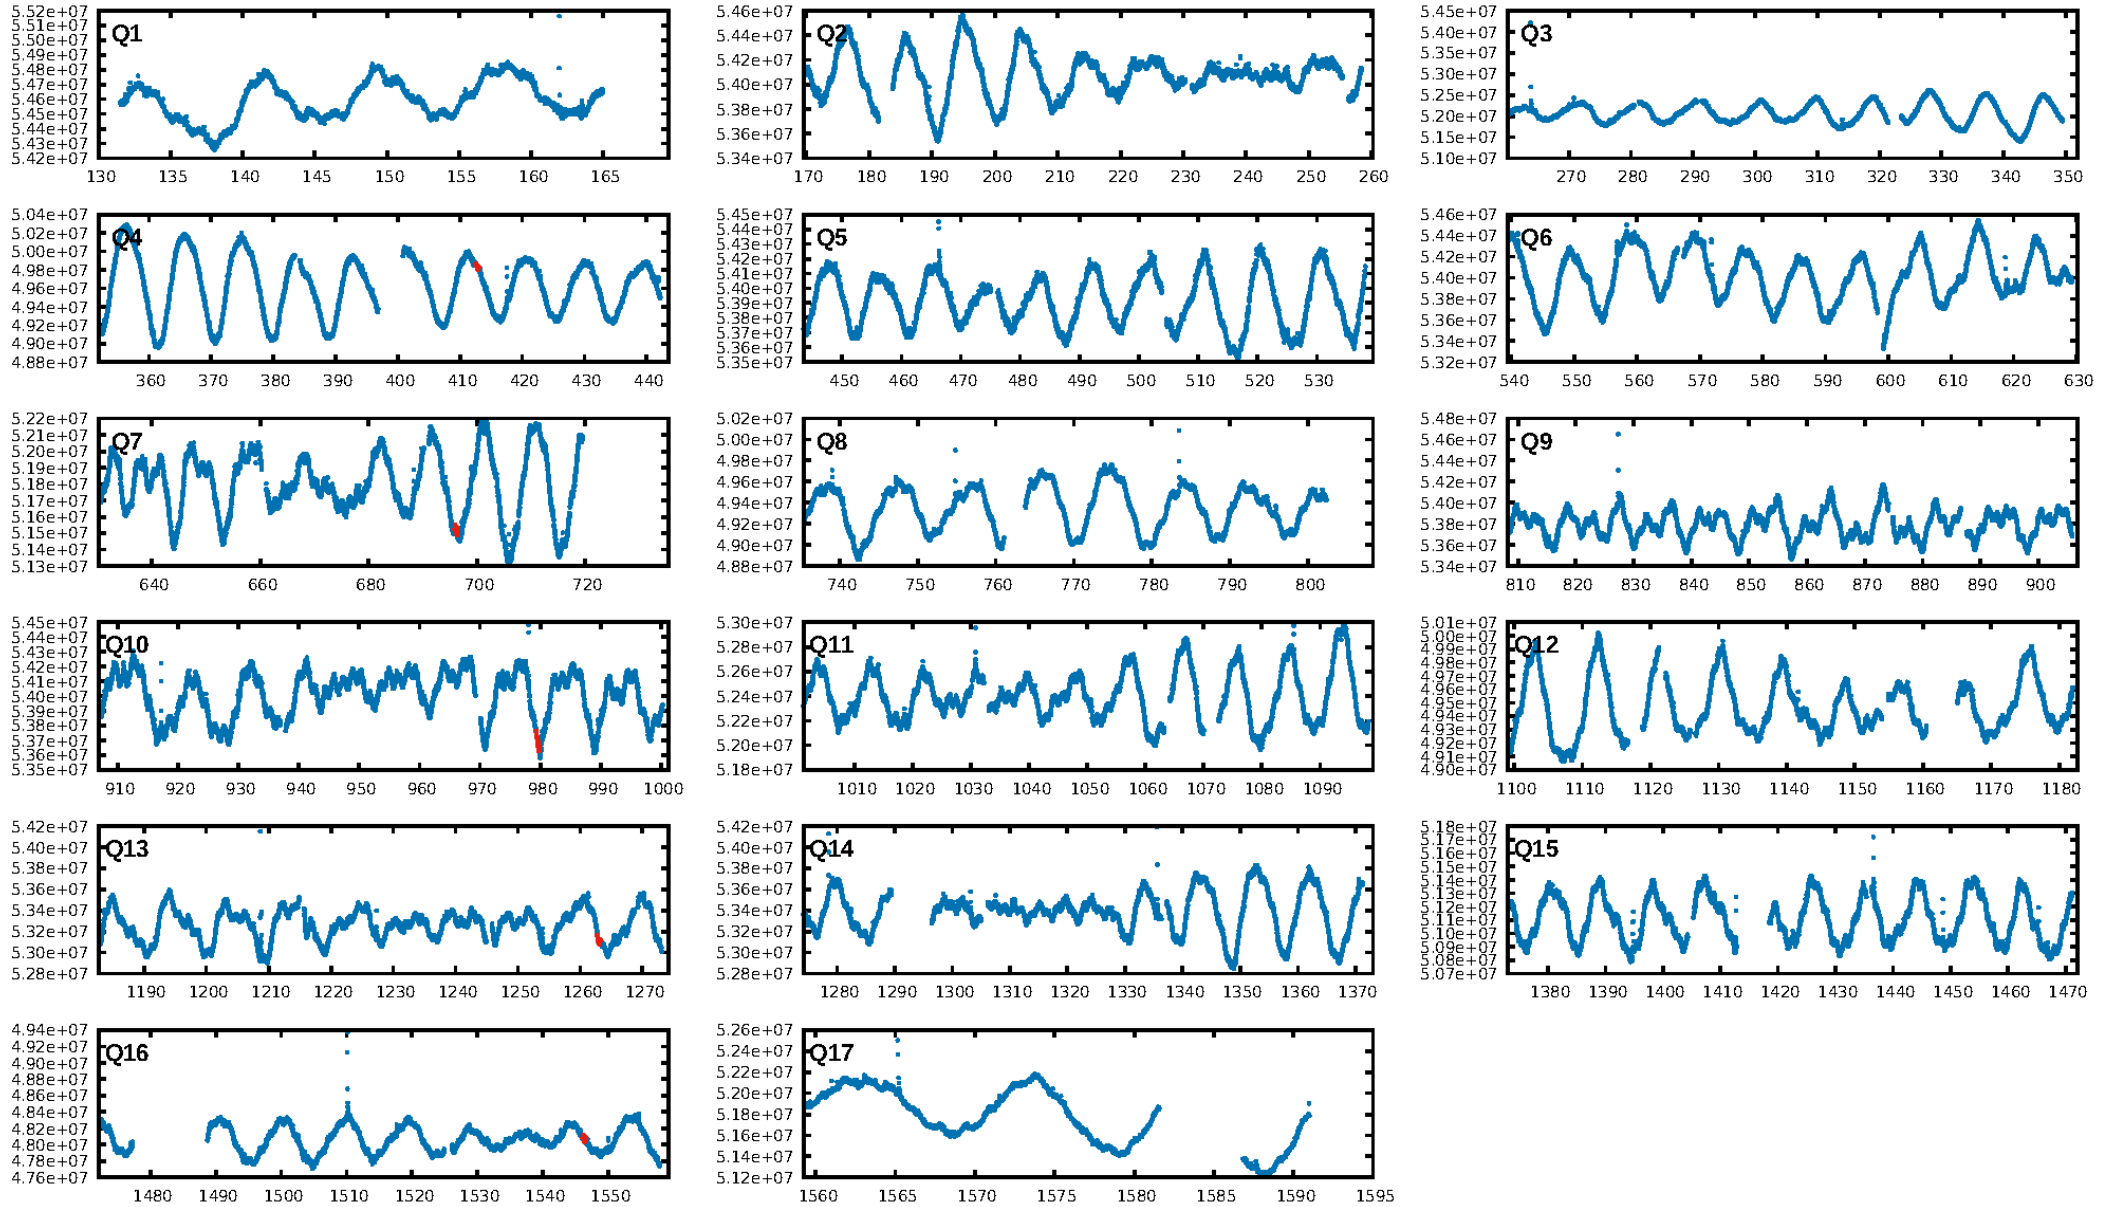 Q1
5.52e+07
5.51e+07
5.50e+07
5.49e+07
5.48e+07
5.47e+07
5.46e+07
5.45e+07
5.44e+07
5.43e+07
5.42e+07
130 135 140 145 150 155 160 165
Q2
5.46e+07
5.44e+07
5.42e+07
5.40e+07
5.38e+07
5.36e+07
5.34e+07
170 180 190 200 210 220 230 240 250 260
Q3
5.45e+07
5.40e+07
5.35e+07
5.30e+07
5.25e+07
5.20e+07
5.15e+07
5.10e+07
270 280 290 300 310 320 330 340 350
Q4
5.04e+07
5.02e+07
5.00e+07
4.98e+07
4.96e+07
4.94e+07
4.92e+07
4.90e+07
4.88e+07
360 370 380 390 400 410 420 430 440
Q5
5.45e+07
5.44e+07
5.43e+07
5.42e+07
5.41e+07
5.40e+07
5.39e+07
5.38e+07
5.37e+07
5.36e+07
5.35e+07
450 460 470 480 490 500 510 520 530
Q6
5.46e+07
5.44e+07
5.42e+07
5.40e+07
5.38e+07
5.36e+07
5.34e+07
5.32e+07
540 550 560 570 580 590 600 610 620 630
Q7
5.22e+07
5.21e+07
5.20e+07
5.19e+07
5.18e+07
5.17e+07
5.16e+07
5.15e+07
5.14e+07
5.13e+07
640 660 680 700 720
Q8
5.02e+07
5.00e+07
4.98e+07
4.96e+07
4.94e+07
4.92e+07
4.90e+07
4.88e+07
740 750 760 770 780 790 800
Q9
5.48e+07
5.46e+07
5.44e+07
5.42e+07
5.40e+07
5.38e+07
5.36e+07
5.34e+07
810 820 830 840 850 860 870 880 890 900
Q10
5.45e+07
5.44e+07
5.43e+07
5.42e+07
5.41e+07
5.40e+07
5.39e+07
5.38e+07
5.37e+07
5.36e+07
5.35e+07
910 920 930 940 950 960 970 980 990 1000
Q11
5.30e+07
5.28e+07
5.26e+07
5.24e+07
5.22e+07
5.20e+07
5.18e+07
1010 1020 1030 1040 1050 1060 1070 1080 1090
Q12
5.01e+07
5.00e+07
4.99e+07
4.98e+07
4.97e+07
4.96e+07
4.95e+07
4.94e+07
4.93e+07
4.92e+07
4.91e+07
4.90e+07
1100 1110 1120 1130 1140 1150 1160 1170 1180
Q13
5.42e+07
5.40e+07
5.38e+07
5.36e+07
5.34e+07
5.32e+07
5.30e+07
5.28e+07
1190 1200 1210 1220 1230 1240 1250 1260 1270
Q14
5.42e+07
5.40e+07
5.38e+07
5.36e+07
5.34e+07
5.32e+07
5.30e+07
5.28e+07
1280 1290 1300 1310 1320 1330 1340 1350 1360 1370
Q15
5.18e+07
5.17e+07
5.16e+07
5.15e+07
5.14e+07
5.13e+07
5.12e+07
5.11e+07
5.10e+07
5.09e+07
5.08e+07
5.07e+07
1380 1390 1400 1410 1420 1430 1440 1450 1460 1470
Q16
4.94e+07
4.92e+07
4.90e+07
4.88e+07
4.86e+07
4.84e+07
4.82e+07
4.80e+07
4.78e+07
4.76e+07
1480 1490 1500 1510 1520 1530 1540 1550
Q17
5.26e+07
5.24e+07
5.22e+07
5.20e+07
5.18e+07
5.16e+07
5.14e+07
5.12e+07
1560 1565 1570 1575 1580 1585 1590 1595